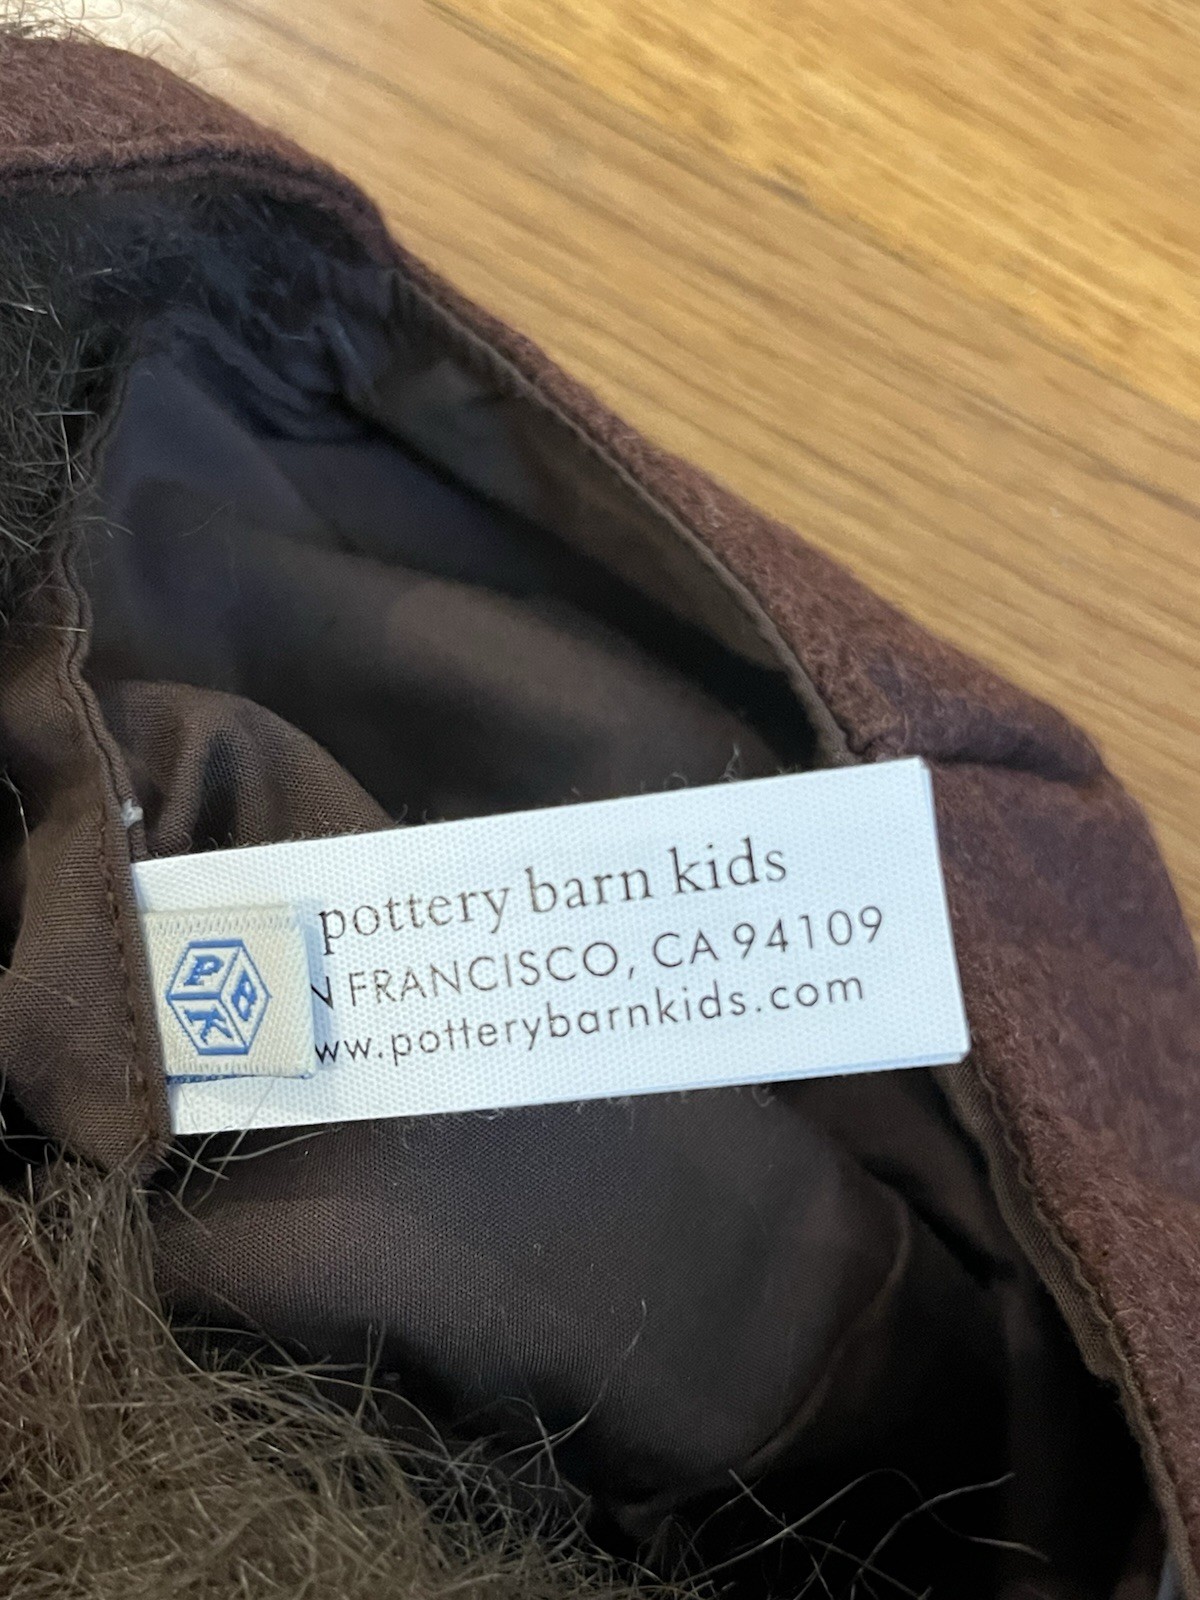 pottery barn kids
N FRANCISCO, CA 94109
ww.potterybarnkids.com
P
B
K